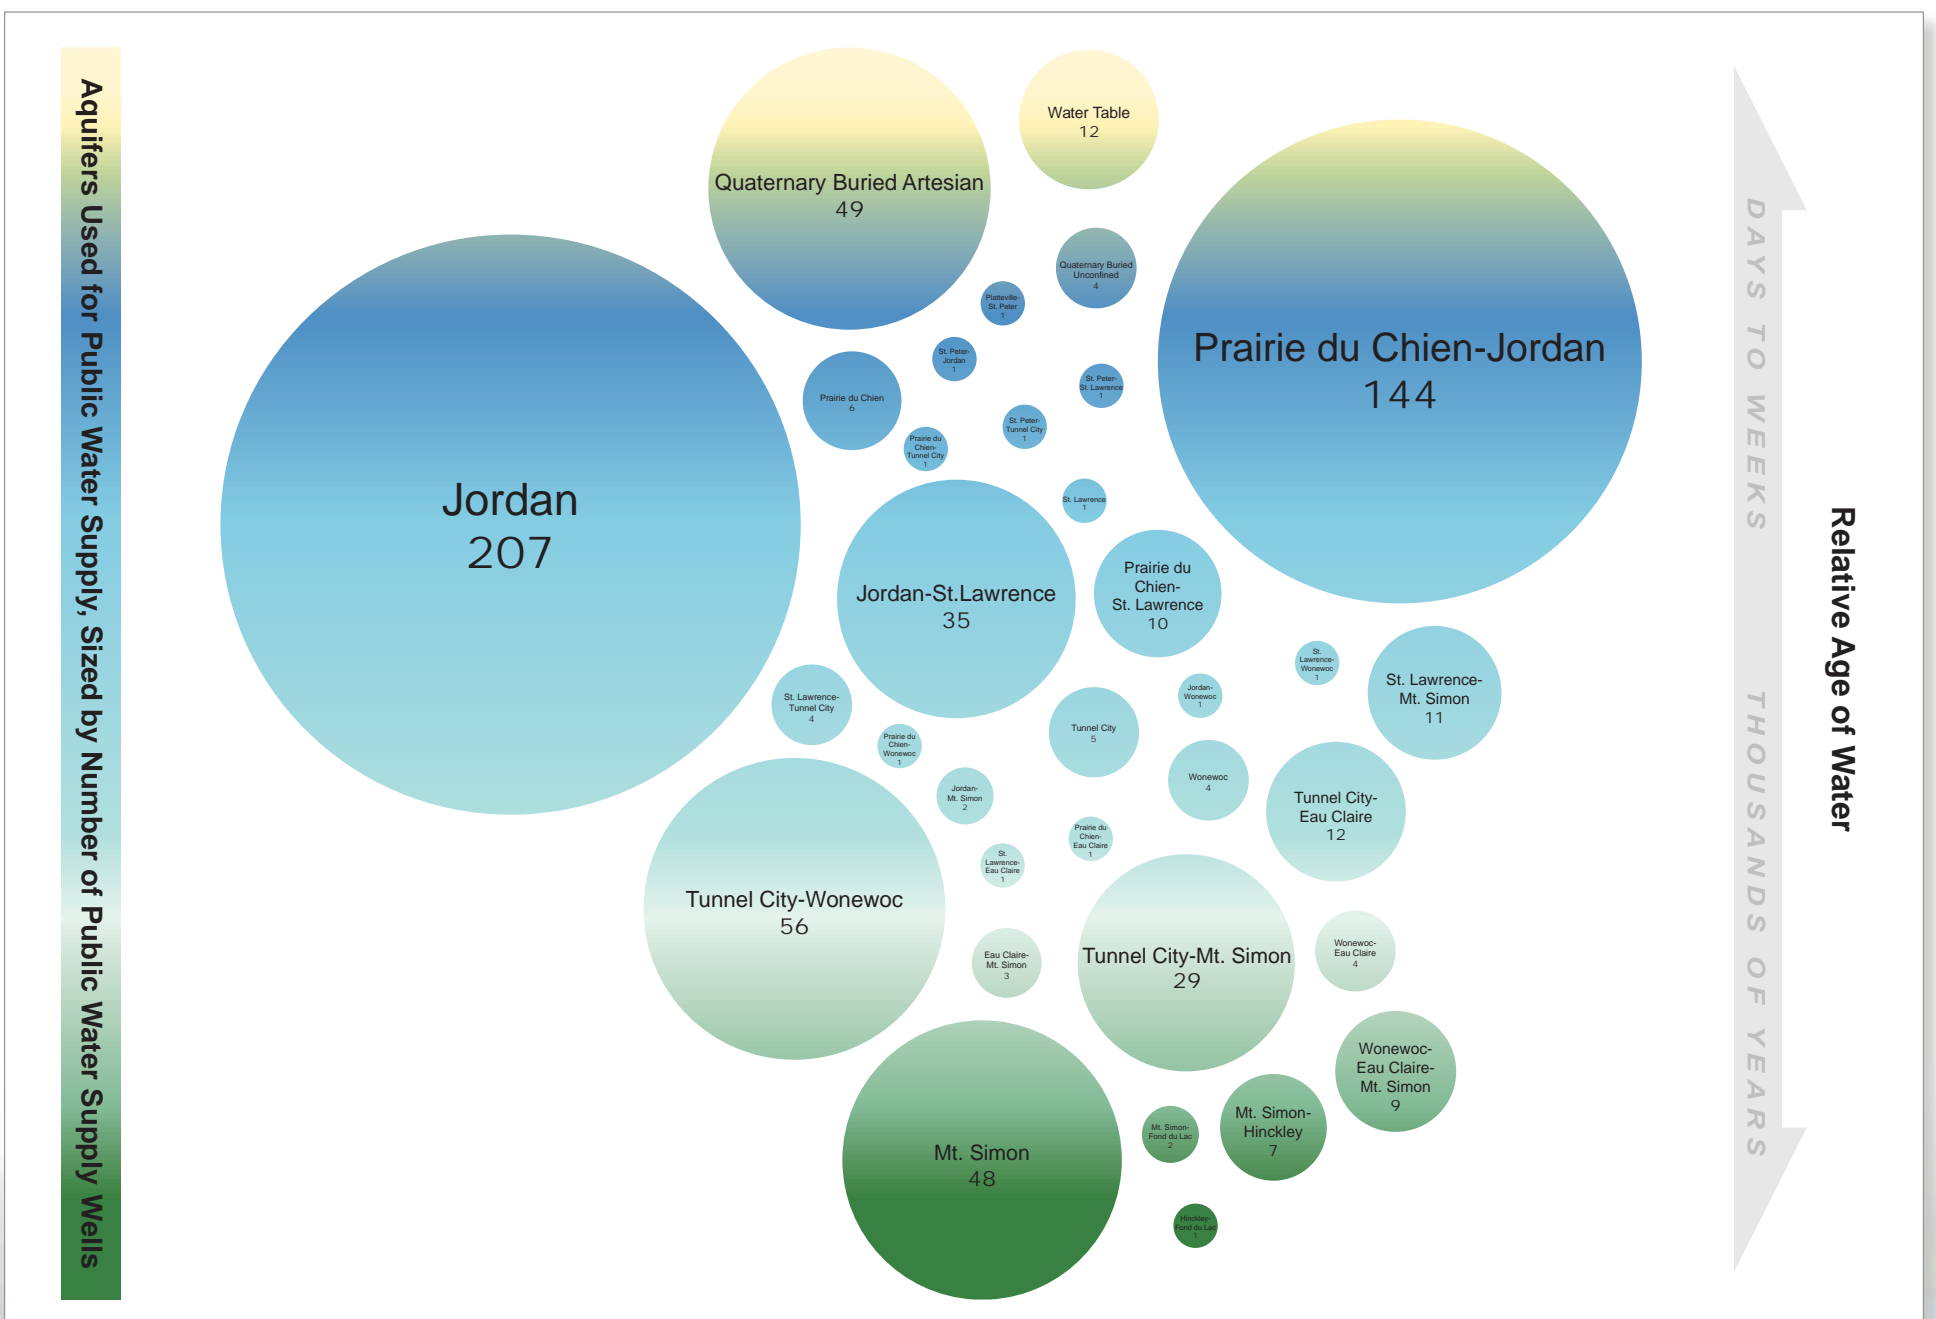 Aquifers Used for Public Water Supply, Sized by Number of Public Water Supply Wells
Water Table
12
Quaternary Buried Artesian
49
Quaternary Buried
Unconfined
4
Platteville-
St. Peter
1
Prairie du Chien-Jordan
144
St. Peter-
Jordan
1
St. Peter-
St. Lawrence
1
Prairie du Chien
6
St. Peter-
Tunnel City
1
Prairie du
Chien-
Tunnel City
1
St. Lawrence
1
Jordan
207
Jordan-St.Lawrence
35
Prairie du
Chien-
St. Lawrence
10
St.
Lawrence-
Wonewoc
1
St. Lawrence-
Mt. Simon
11
St. Lawrence-
Tunnel City
4
Jordan-
Wonewoc
1
Tunnel City
5
Prairie du
Chien-
Wonewoc
1
Wonewoc
4
Jordan-
Mt. Simon
2
Tunnel City-
Eau Claire
12
Prairie du
Chien-
Eau Claire
1
St.
Lawrence-
Eau Claire
1
Tunnel City-Wonewoc
56
Eau Claire-
Mt. Simon
3
Tunnel City-Mt. Simon
29
Wonewoc-
Eau Claire
4
Wonewoc-
Eau Claire-
Mt. Simon
9
Mt. Simon-
Hinckley
7
Mt. Simon-
Fond du Lac
2
Mt. Simon
48
Hinckley-
Fond du Lac
1
DAYS TO WEEKS
THOUSANDS OF YEARS
Relative Age of Water